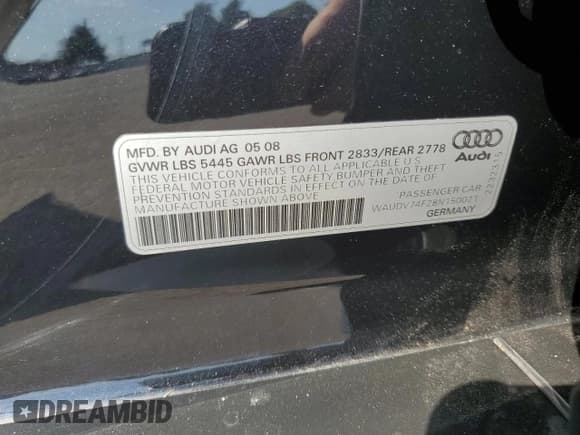 MFD. BY AUDI AG 05 08
GVWR LBS 5445 GAWR LBS FRONT 2833/REAR 2778
THIS VEHICLE CONFORMS TO ALL APPLICABLE U.S
FEDERAL MOTOR VEHICLE SAFETY BUMPER AND THEFT
PREVENTION STANDARDS IN EFFECT ON THE DATE OF
MANUFACTURE SHOWN ABOVE
Audi
PASSENGER CAR
WAUDV74F28N150021
GERMANY
2232315
DREAMBID